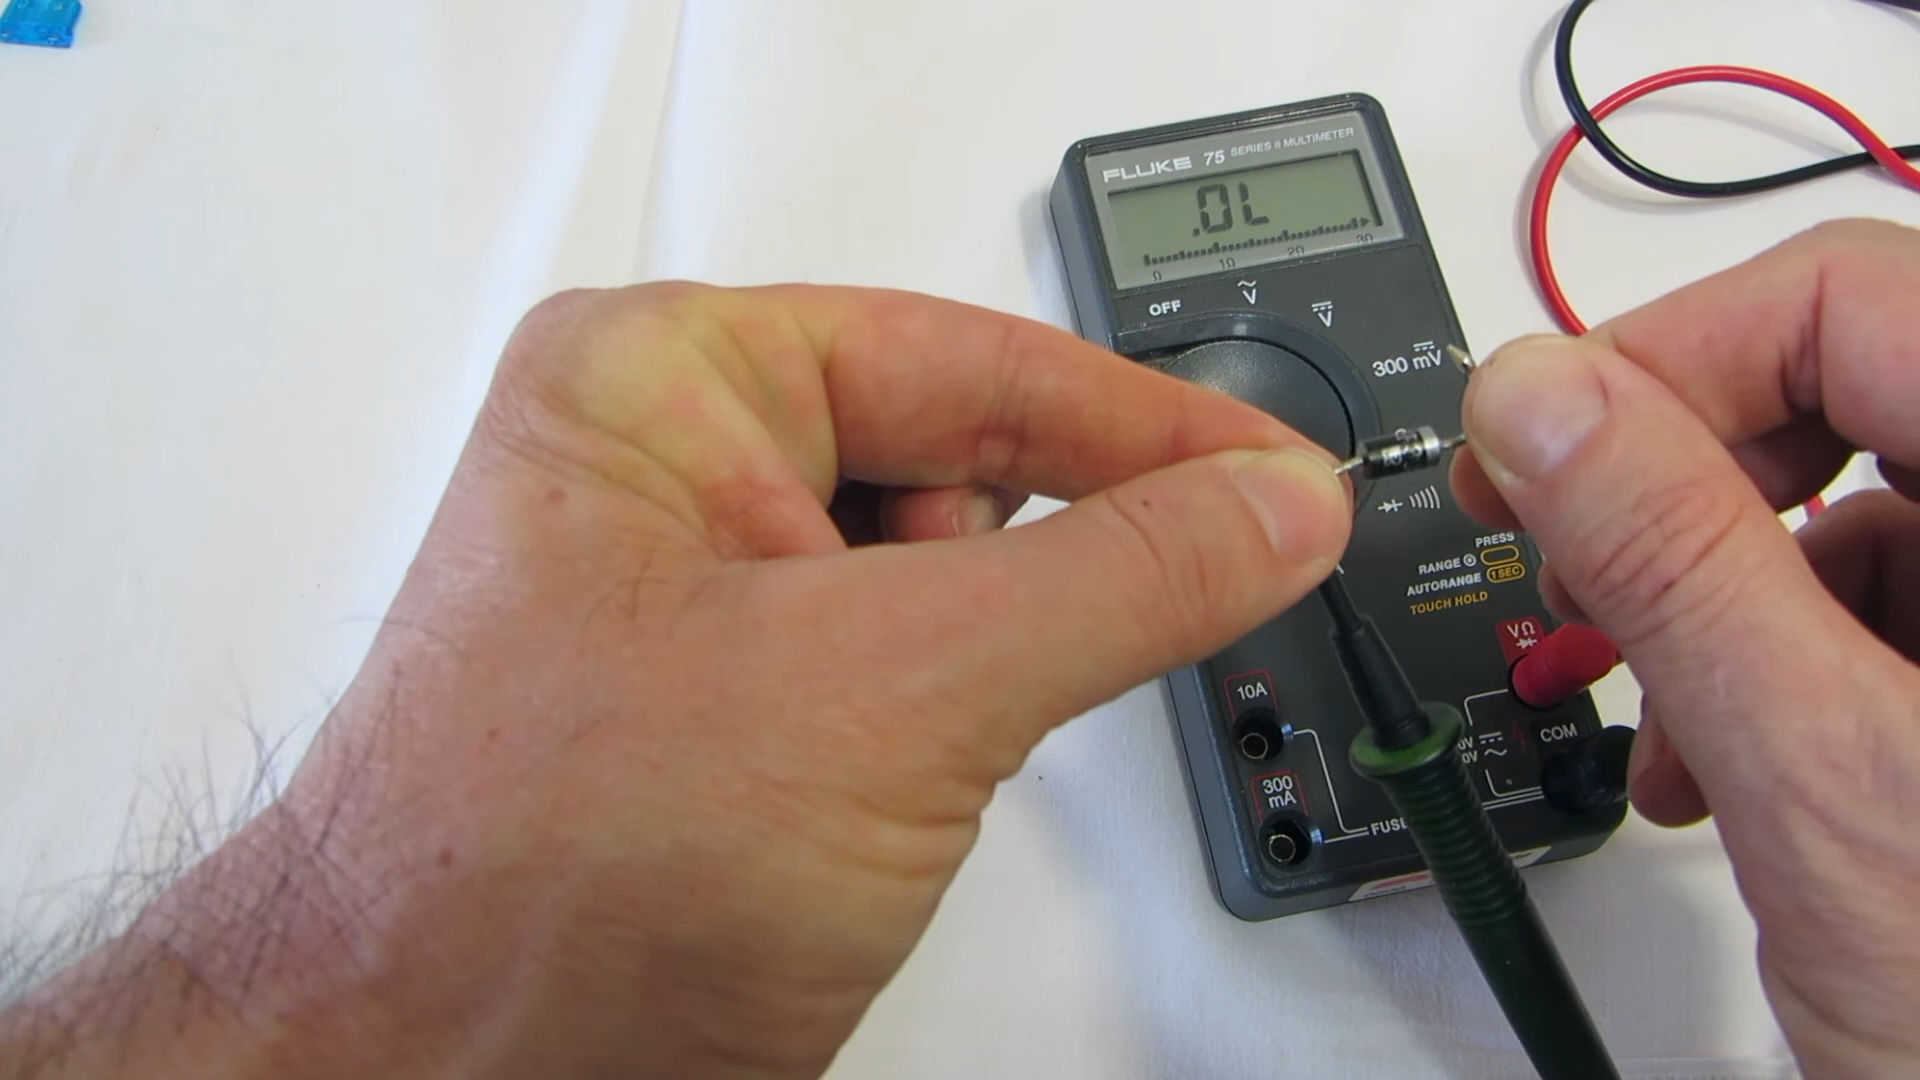 FLUKE 75 SERIES II MULTIMETER
.0L
0 10 20 30
OFF
V
V
300 mV
PRESS
RANGE
AUTORANGE 1 SEC
TOUCH HOLD
VΩ
10A
COM
300
mA